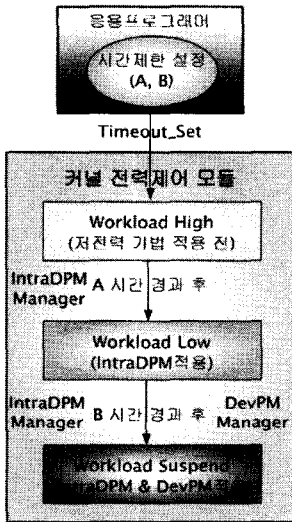 응용프로그래머
시간제한 설정
(A, B)
Timeout_Set
커널 전력제어 모듈
Workload High
(저전력 기법 적용 전)
IntraDPM
Manager
A 시간 경과 후
Workload Low
(IntraDPM적용)
IntraDPM
Manager
B 시간 경과 후
DevPM
Manager
Workload Suspend
DPM & DevPM